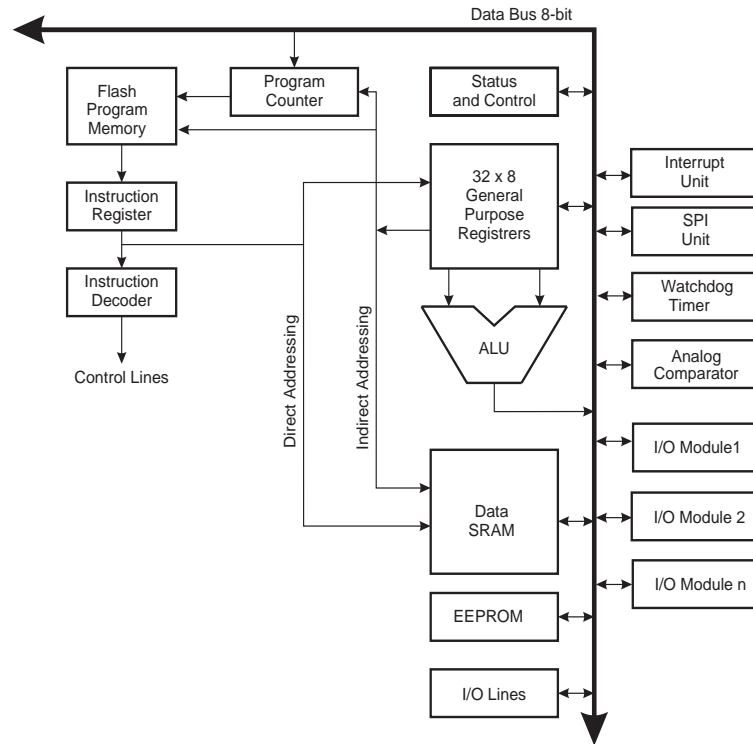 Data Bus 8-bit
Flash
Program
Memory
Program
Counter
Status
and Control
Instruction
Register
32 x 8
General
Purpose
Registrers
Interrupt
Unit
SPI
Unit
Instruction
Decoder
Watchdog
Timer
Control Lines
Direct Addressing
Indirect Addressing
ALU
Analog
Comparator
I/O Module1
Data
SRAM
I/O Module 2
I/O Module n
EEPROM
I/O Lines